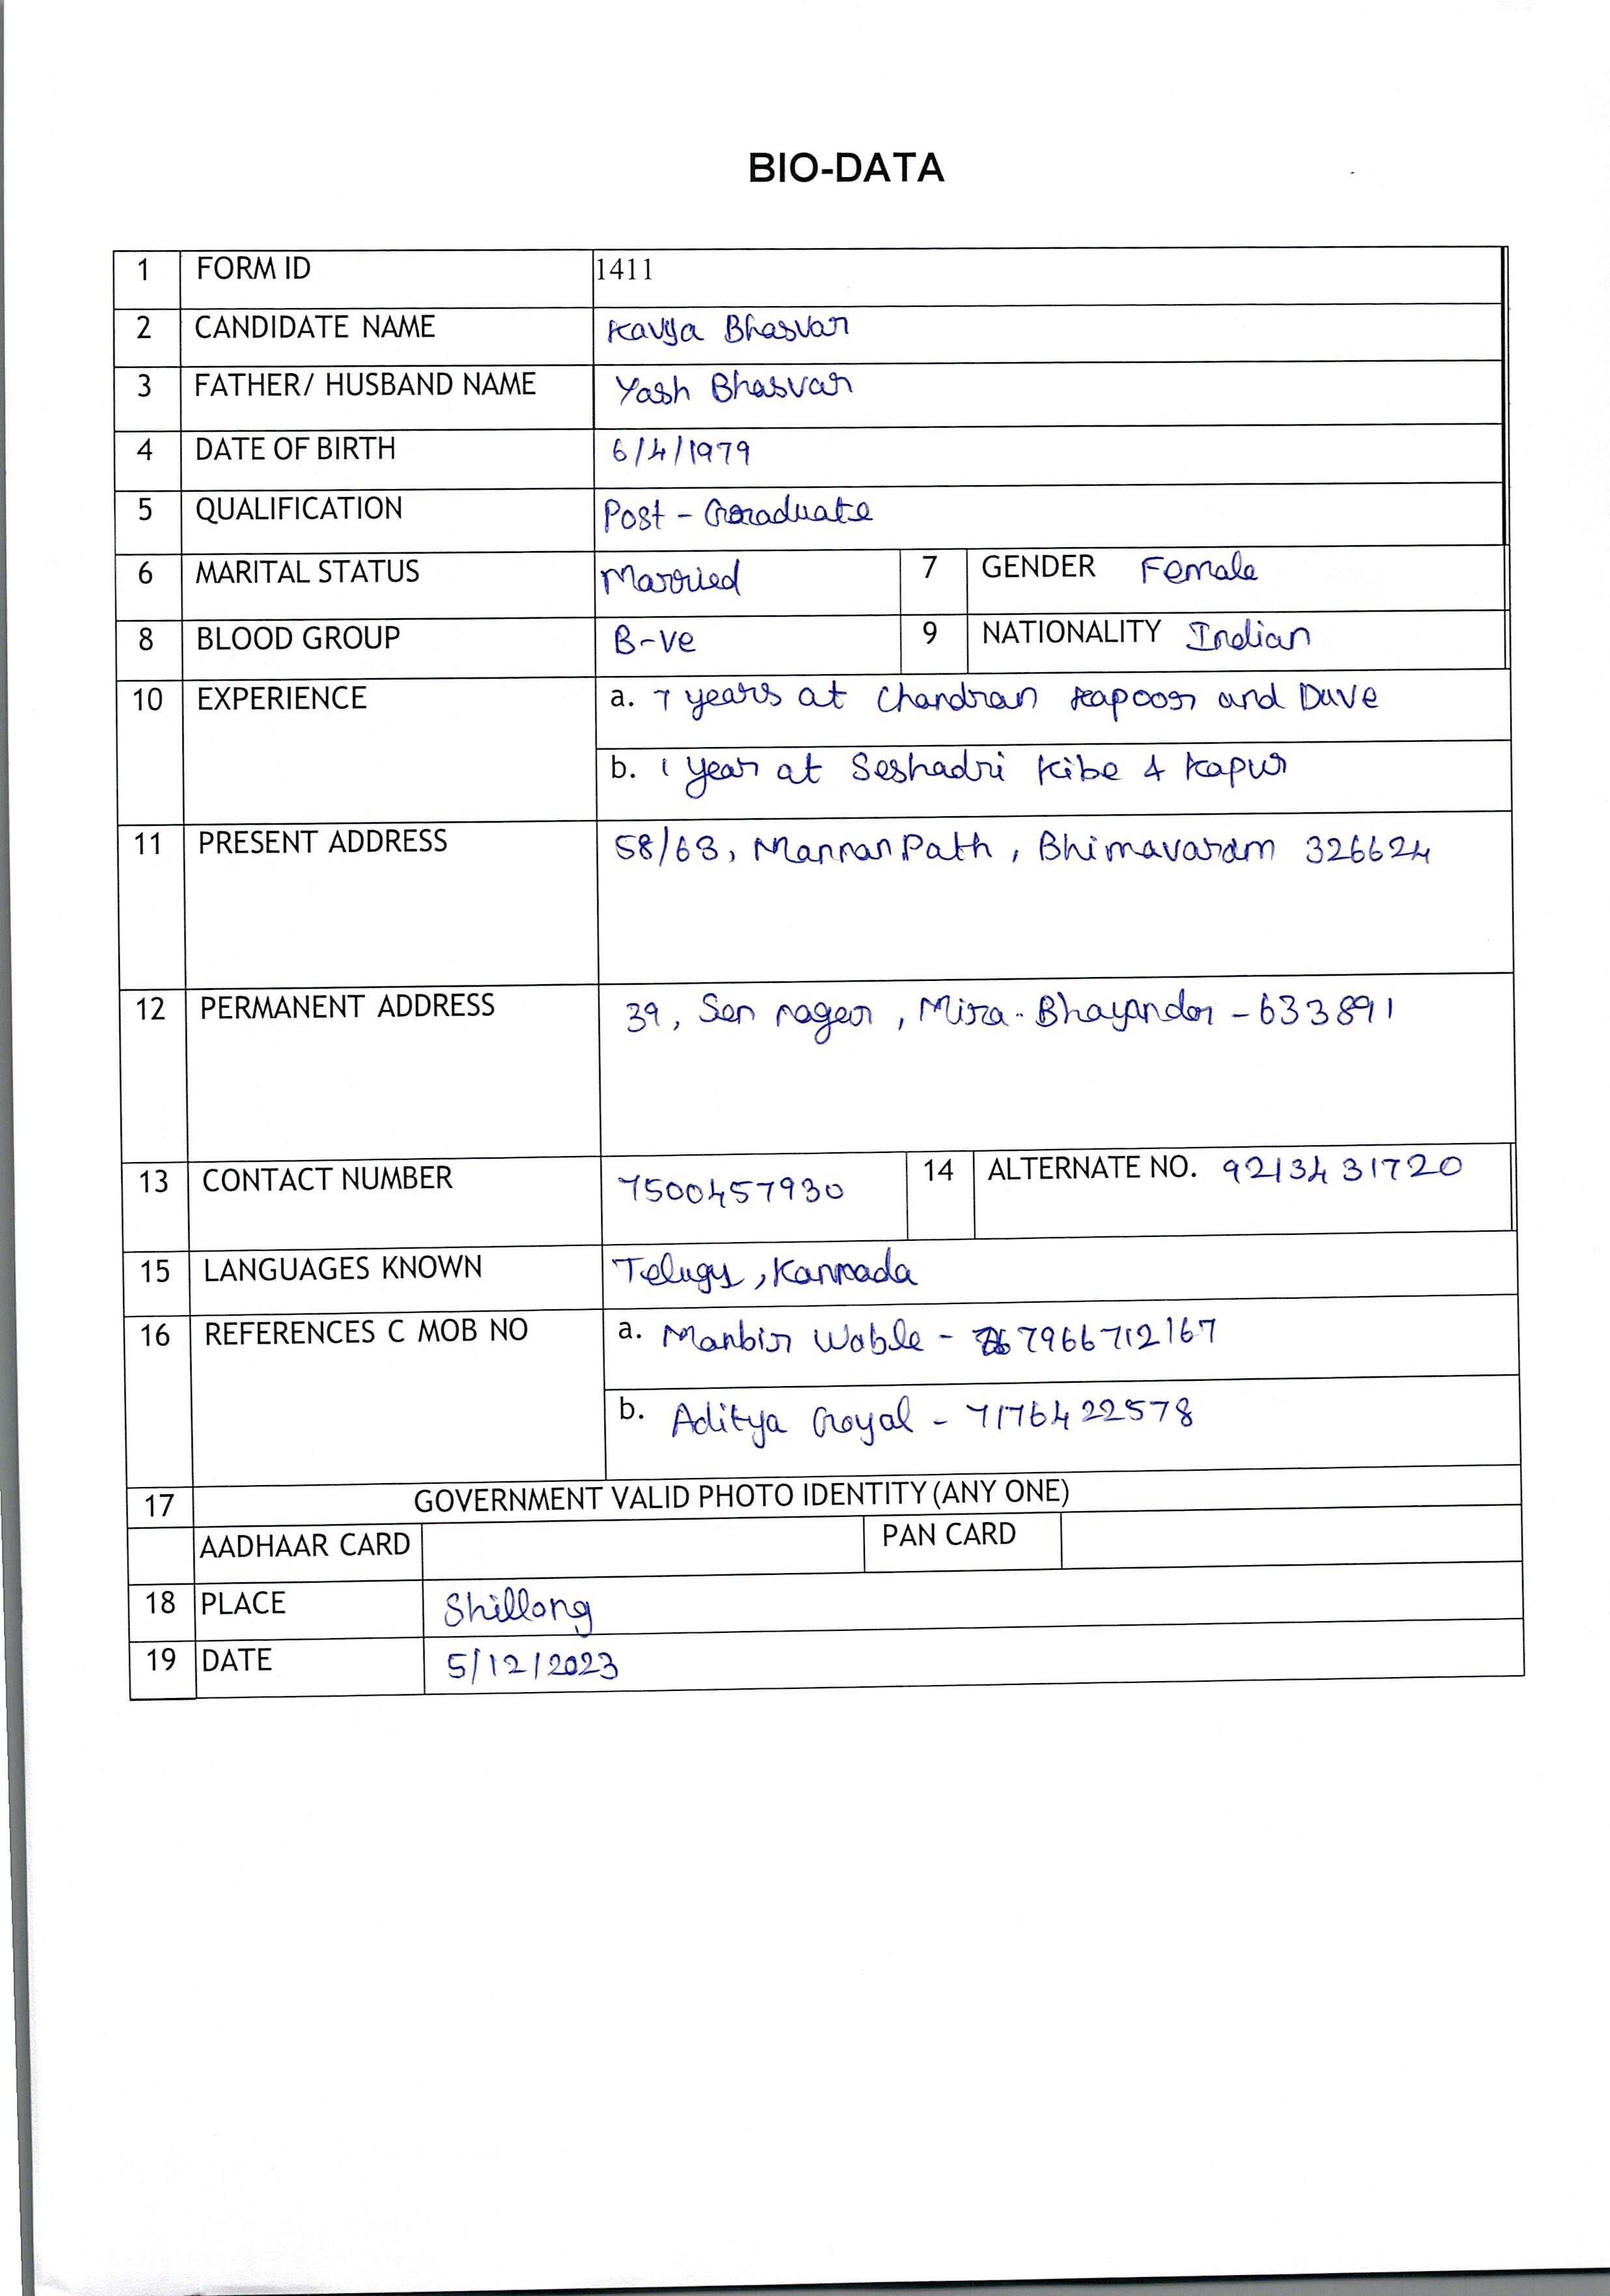 BIO-DATA
1 FORM ID 1411
2 CANDIDATE NAME Kavya Bhasvar
3 FATHER/ HUSBAND NAME Yash Bhasvar
4 DATE OF BIRTH 6/4/1979
5 QUALIFICATION Post - Graduate
6 MARITAL STATUS Married 7 GENDER Female
8 BLOOD GROUP B-ve 9 NATIONALITY Indian
10 EXPERIENCE a. 7 years at Chandran Kapoor and Dave
b. 1 year at Seshadri Kibe & Kapur
11 PRESENT ADDRESS 58/63, Mannan Path, Bhimavaram 326624
12 PERMANENT ADDRESS 39, Sen nagar, Mira-Bhayandar - 633891
13 CONTACT NUMBER 7500457930 14 ALTERNATE NO. 9213431720
15 LANGUAGES KNOWN Telugu, Kannada
16 REFERENCES C MOB NO a. Manbir Wable - 7966712167
b. Aditya Goyal - 7176422578
17 GOVERNMENT VALID PHOTO IDENTITY (ANY ONE)
AADHAAR CARD PAN CARD
18 PLACE Shillong
19 DATE 5/12/2023